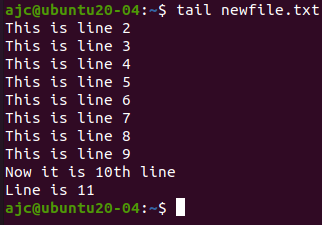 ajc@ubuntu20-04:~$ tail newfile.txt
This is line 2
This is line 3
This is line 4
This is line 5
This is line 6
This is line 7
This is line 8
This is line 9
Now it is 10th line
Line is 11
ajc@ubuntu20-04:~$